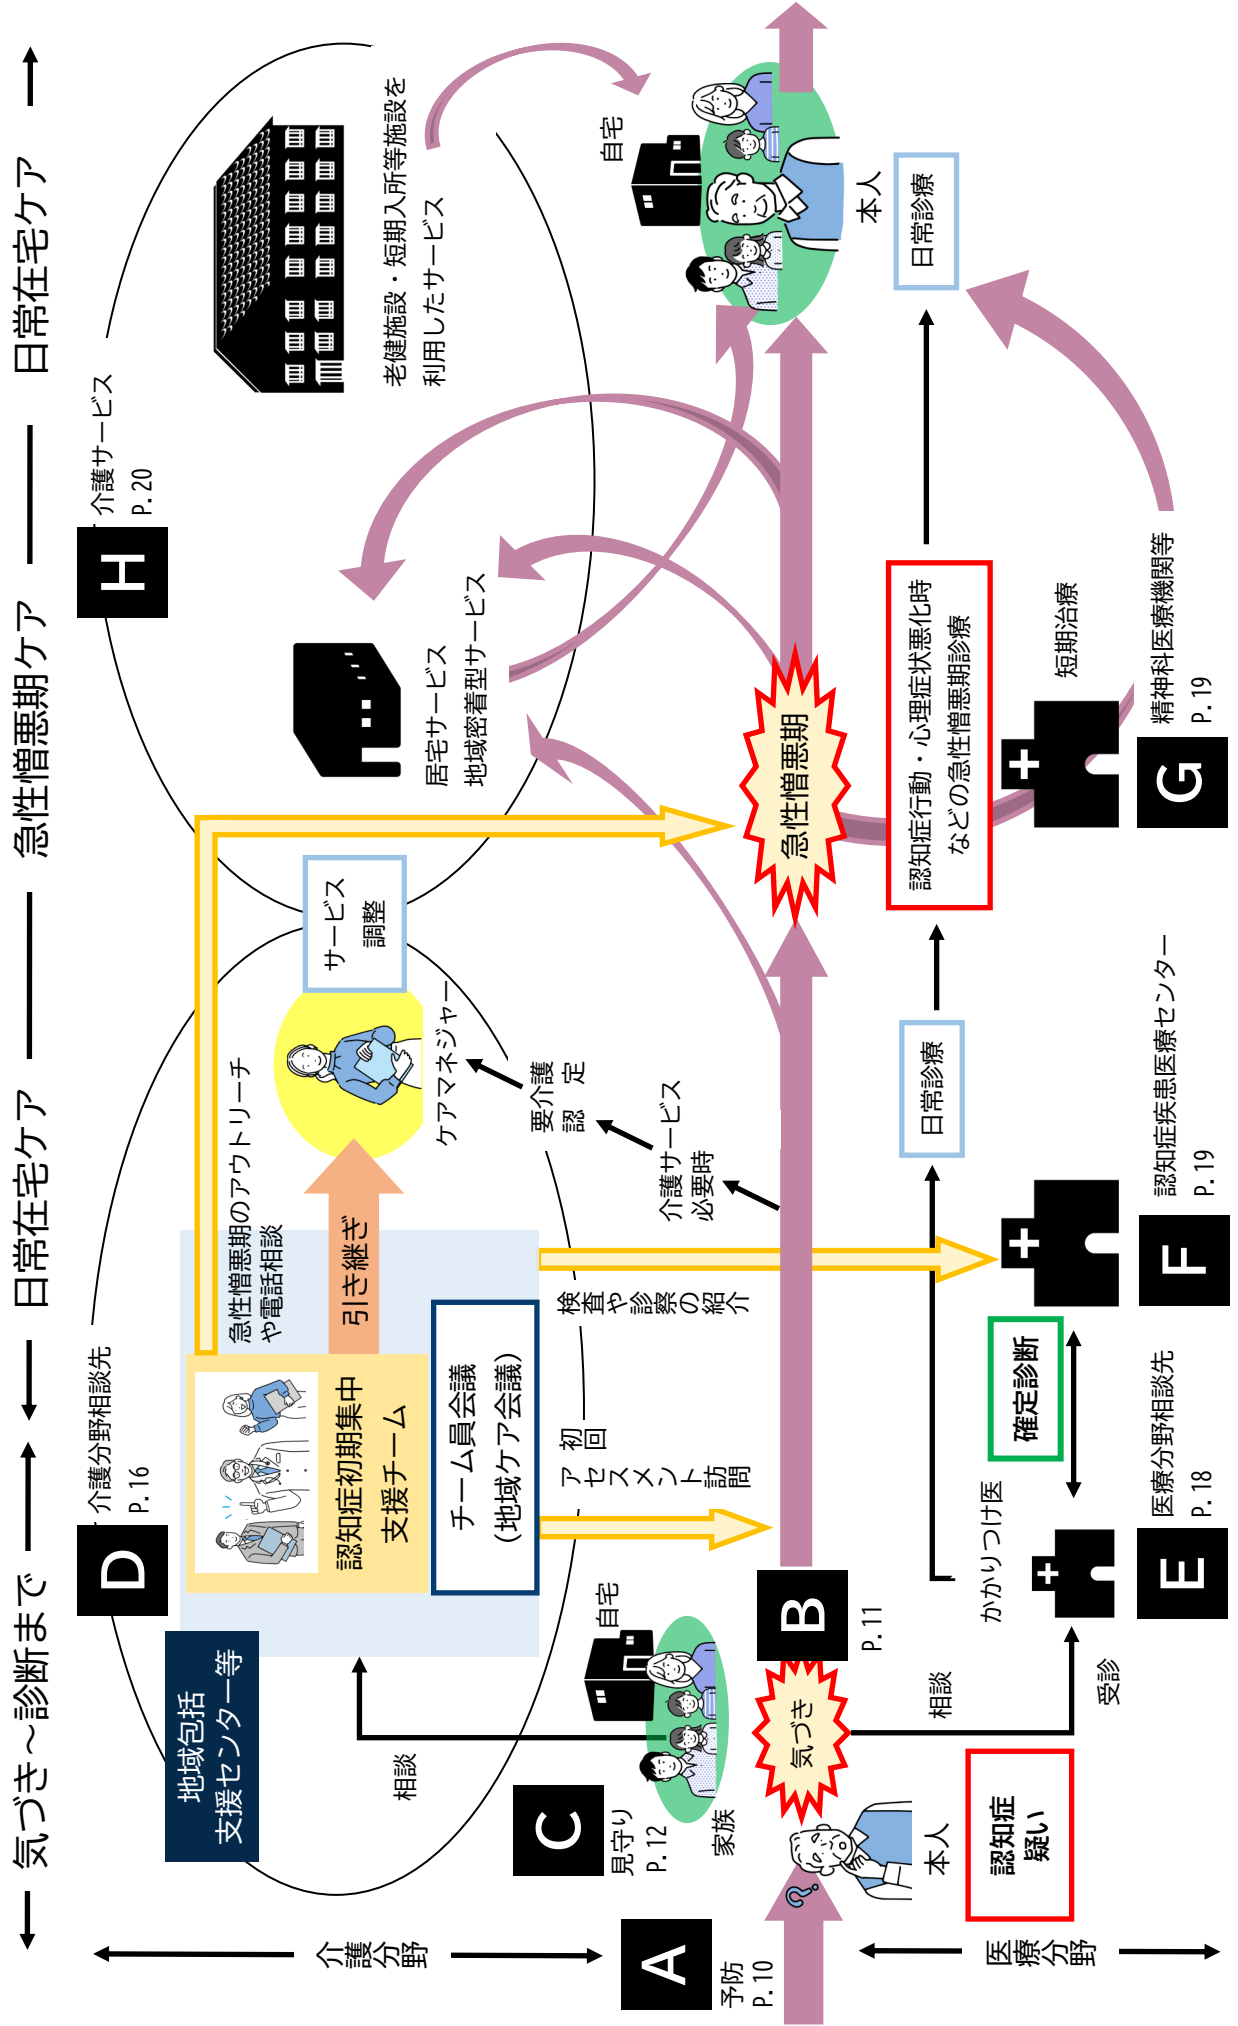 気づき～診断まで
日常在宅ケア
急性憎悪期ケア
日常在宅ケア
介護分野
医療分野
A
予防
P.10
B
P.11
C
見守り
P.12
家族
自宅
相談
地域包括
支援センター等
D
介護分野相談先
P.16
認知症初期集中
支援チーム
チーム員会議
(地域ケア会議)
初回
アセスメント訪問
検査や診察の紹介
急性憎悪期のアウトリーチ
や電話相談
引き継ぎ
ケアマネジャー
サービス
調整
要介護
認定
介護サービス
必要時
H
介護サービス
P.20
居宅サービス
地域密着型サービス
老健施設・短期入所等施設を
利用したサービス
自宅
本人
日常診療
気づき
本人
認知症
疑い
相談
受診
かかりつけ医
E
医療分野相談先
P.18
確定診断
F
認知症疾患医療センター
P.19
日常診療
急性憎悪期
認知症行動・心理症状悪化時
などの急性憎悪期診療
短期治療
G
精神科医療機関等
P.19